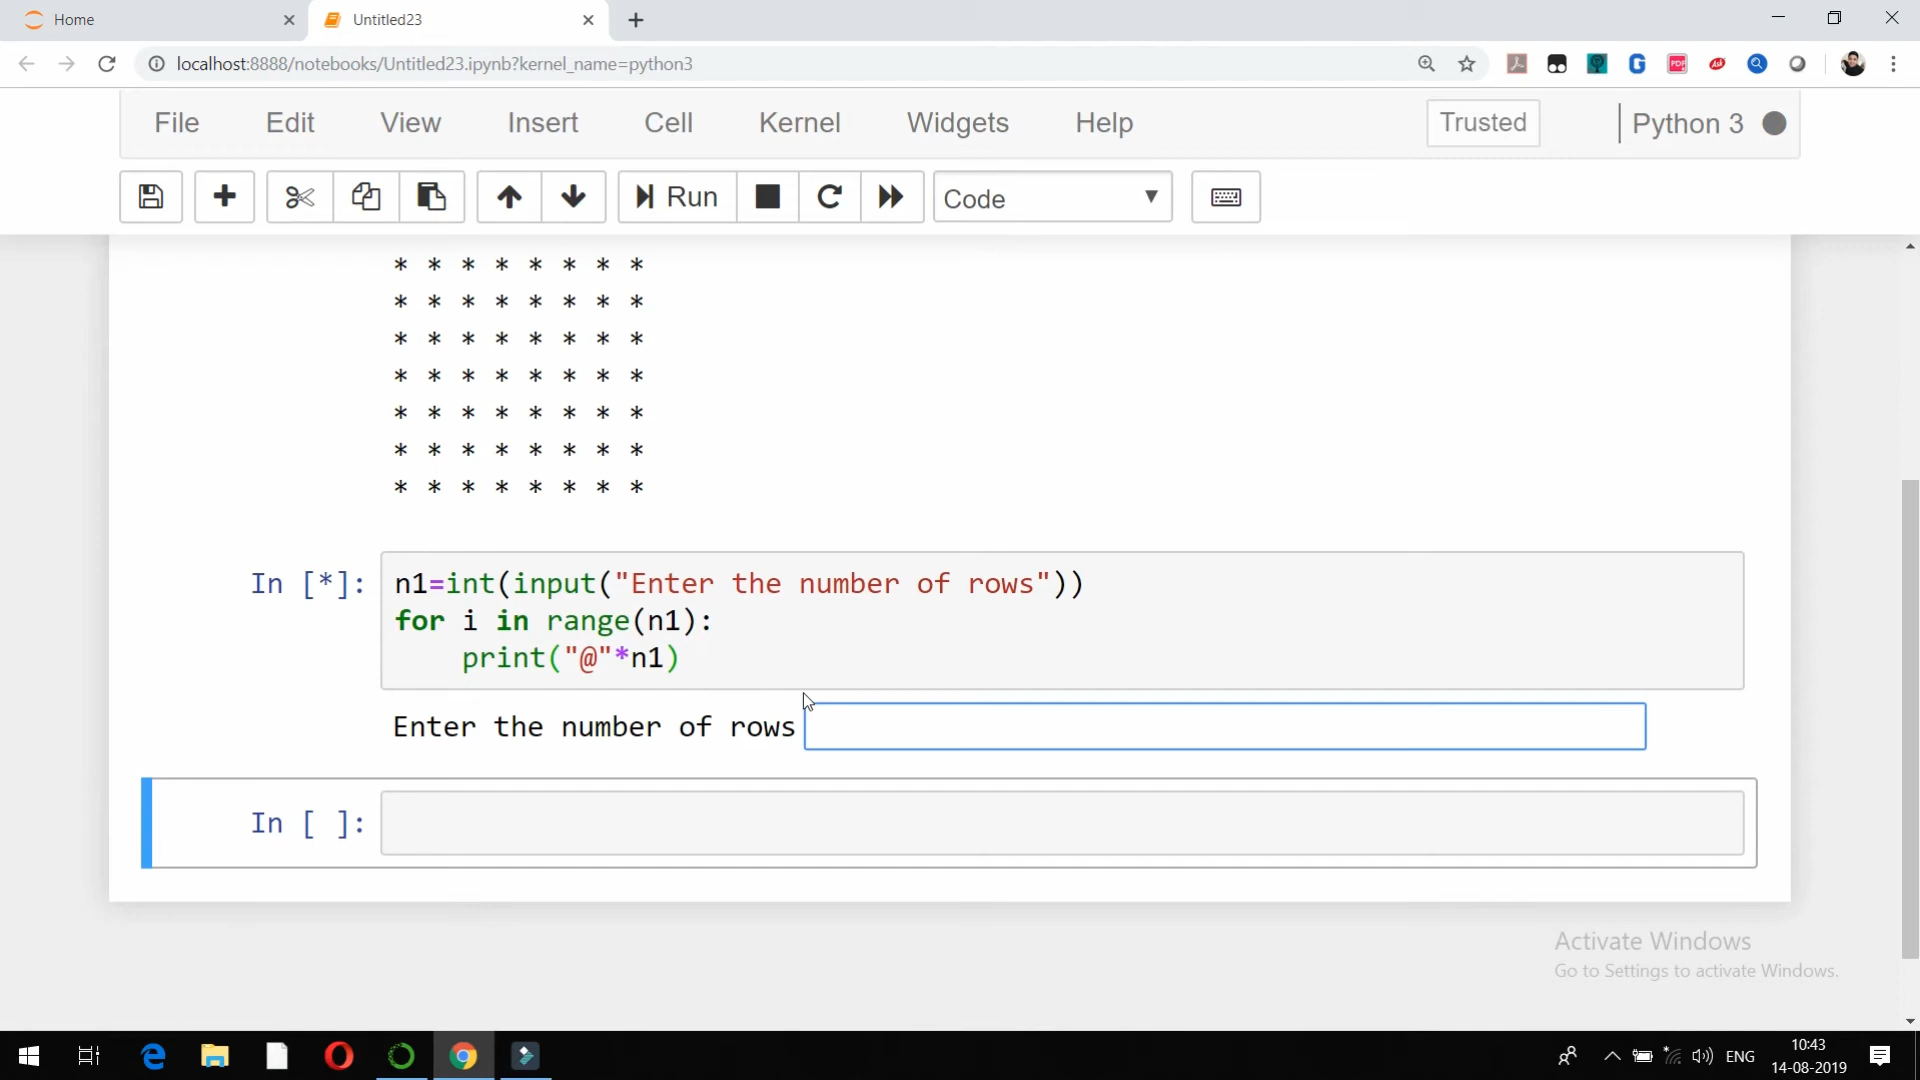 Home
Untitled23
localhost:8888/notebooks/Untitled23.ipynb?kernel_name=python3
File Edit View Insert Cell Kernel Widgets Help Trusted Python 3
Run Code
* * * * * * * *
* * * * * * * *
* * * * * * * *
* * * * * * * *
* * * * * * * *
* * * * * * * *
* * * * * * * *
In [*]: n1=int(input("Enter the number of rows"))
for i in range(n1):
print("@"*n1)
Enter the number of rows
In [ ]:
Activate Windows
Go to Settings to activate Windows.
ENG
10:43
14-08-2019